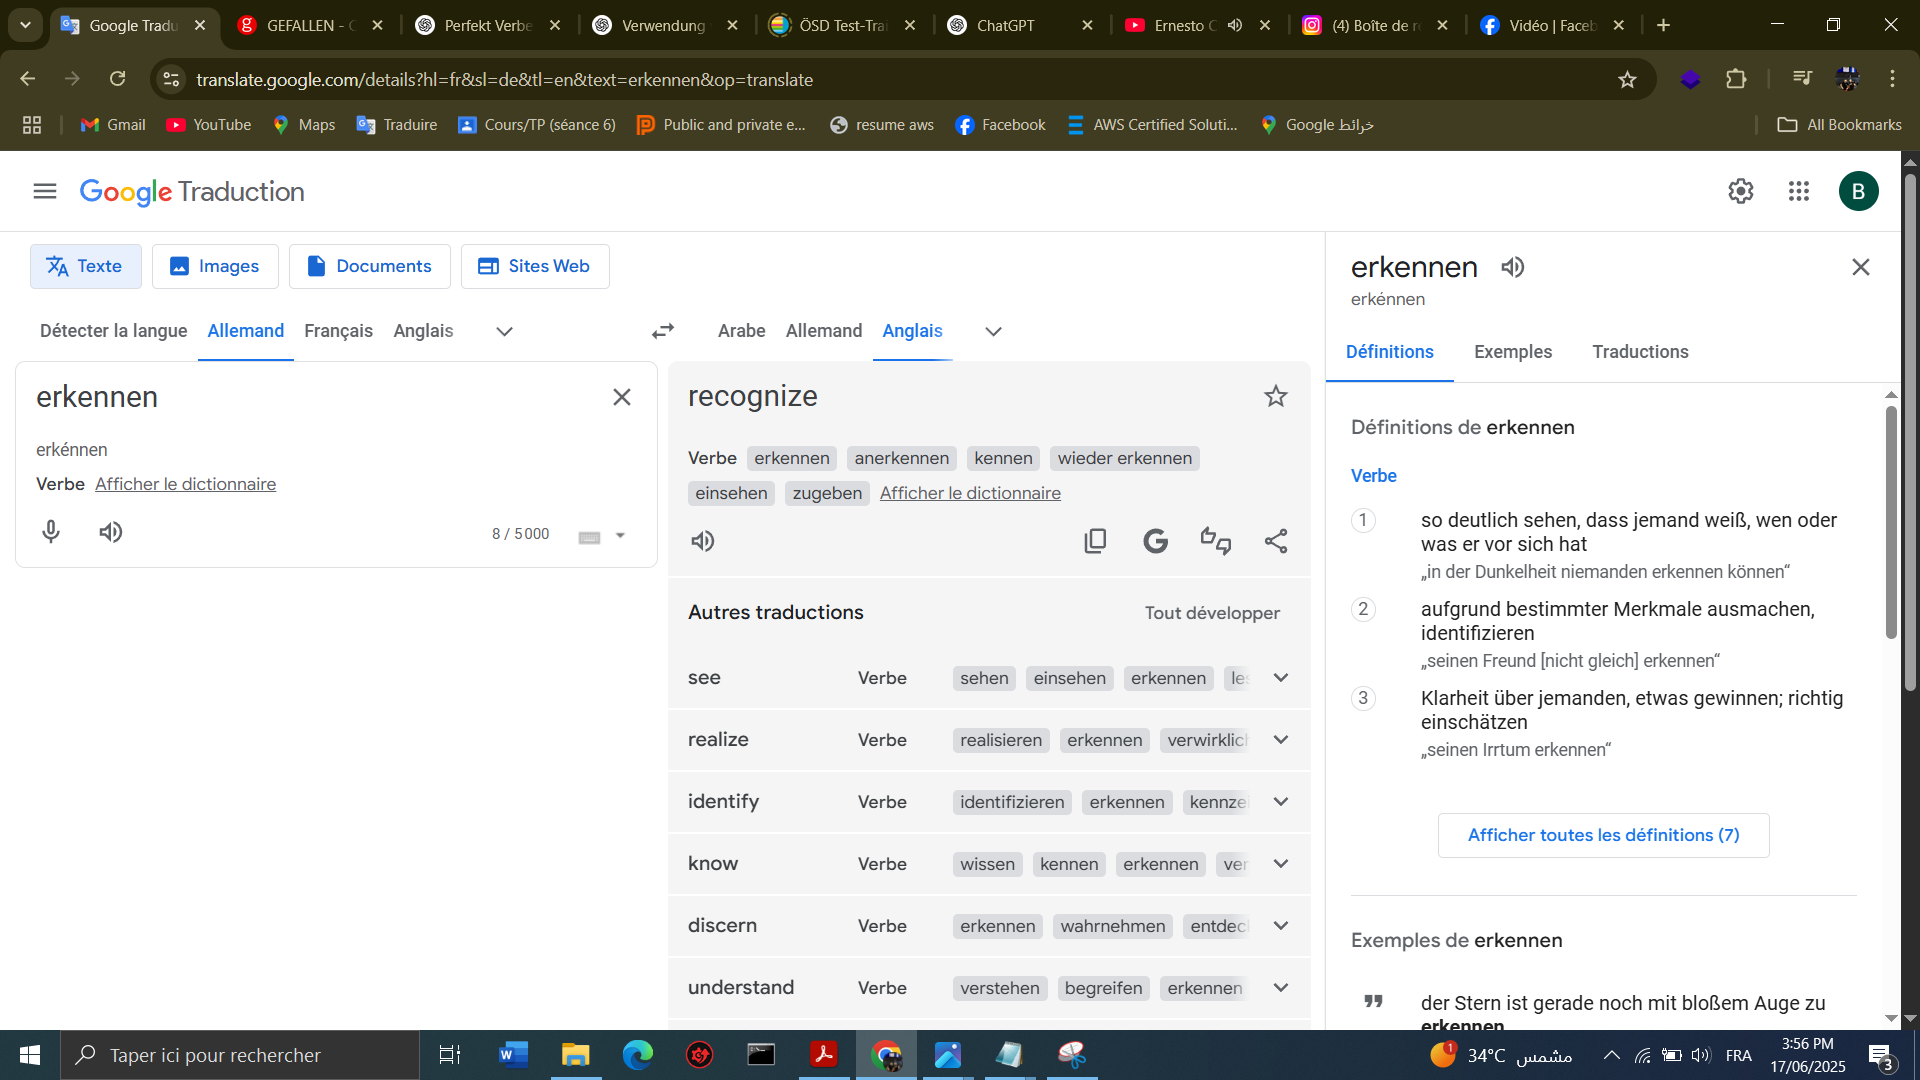 Google Tradu
GEFALLEN - C
Perfekt Verbe
Verwendung
ÖSD Test-Trai
ChatGPT
Ernesto C
(4) Boîte de re
Vidéo | Faceb
translate.google.com/details?hl=fr&sl=de&tl=en&text=erkennen&op=translate
Gmail
YouTube
Maps
Traduire
Cours/TP (séance 6)
Public and private e...
resume aws
Facebook
AWS Certified Soluti...
خرائط Google
All Bookmarks
Google Traduction
B
Texte
Images
Documents
Sites Web
Détecter la langue
Allemand
Français
Anglais
Arabe
Allemand
Anglais
erkennen
erkénnen
Verbe Afficher le dictionnaire
8 / 5 000
recognize
Verbe erkennen anerkennen kennen wieder erkennen
einsehen zugeben Afficher le dictionnaire
Autres traductions
Tout développer
see Verbe sehen einsehen erkennen les
realize Verbe realisieren erkennen verwirklich
identify Verbe identifizieren erkennen kennzei
know Verbe wissen kennen erkennen ver
discern Verbe erkennen wahrnehmen entdec
understand Verbe verstehen begreifen erkennen
erkennen
erkénnen
Définitions
Exemples
Traductions
Définitions de erkennen
Verbe
1 so deutlich sehen, dass jemand weiß, wen oder
was er vor sich hat
„in der Dunkelheit niemanden erkennen können“
2 aufgrund bestimmter Merkmale ausmachen,
identifizieren
„seinen Freund [nicht gleich] erkennen“
3 Klarheit über jemanden, etwas gewinnen; richtig
einschätzen
„seinen Irrtum erkennen“
Afficher toutes les définitions (7)
Exemples de erkennen
der Stern ist gerade noch mit bloßem Auge zu
erkennen
Taper ici pour rechercher
1
34°C مشمس
FRA
3:56 PM
17/06/2025
3